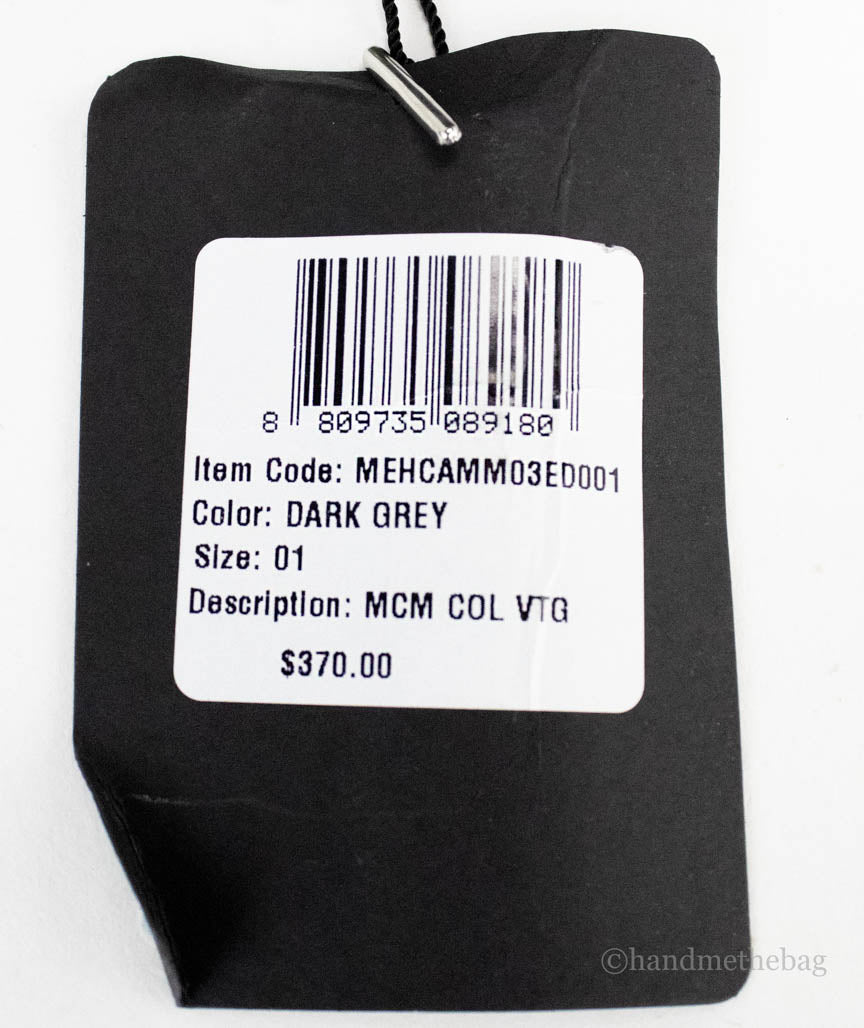 8 809735 089180
Item Code: MEHCAMM03ED001
Color: DARK GREY
Size: 01
Description: MCM COL VTG
$370.00
©handmethebag